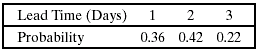 Lead Time (Days) 1 2 3
Probability 0.36 0.42 0.22